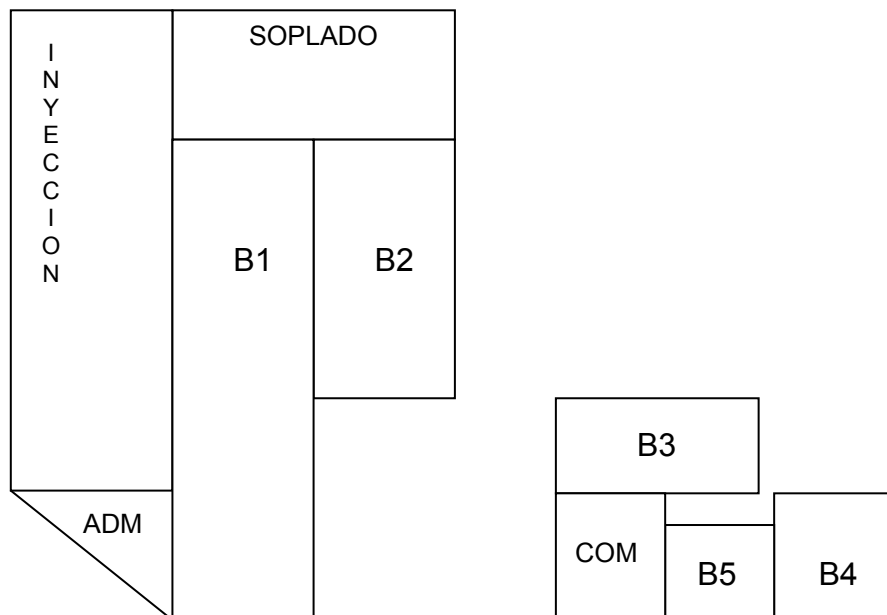 SOPLADO
INYECCION
B1
B2
B3
ADM
COM
B5
B4